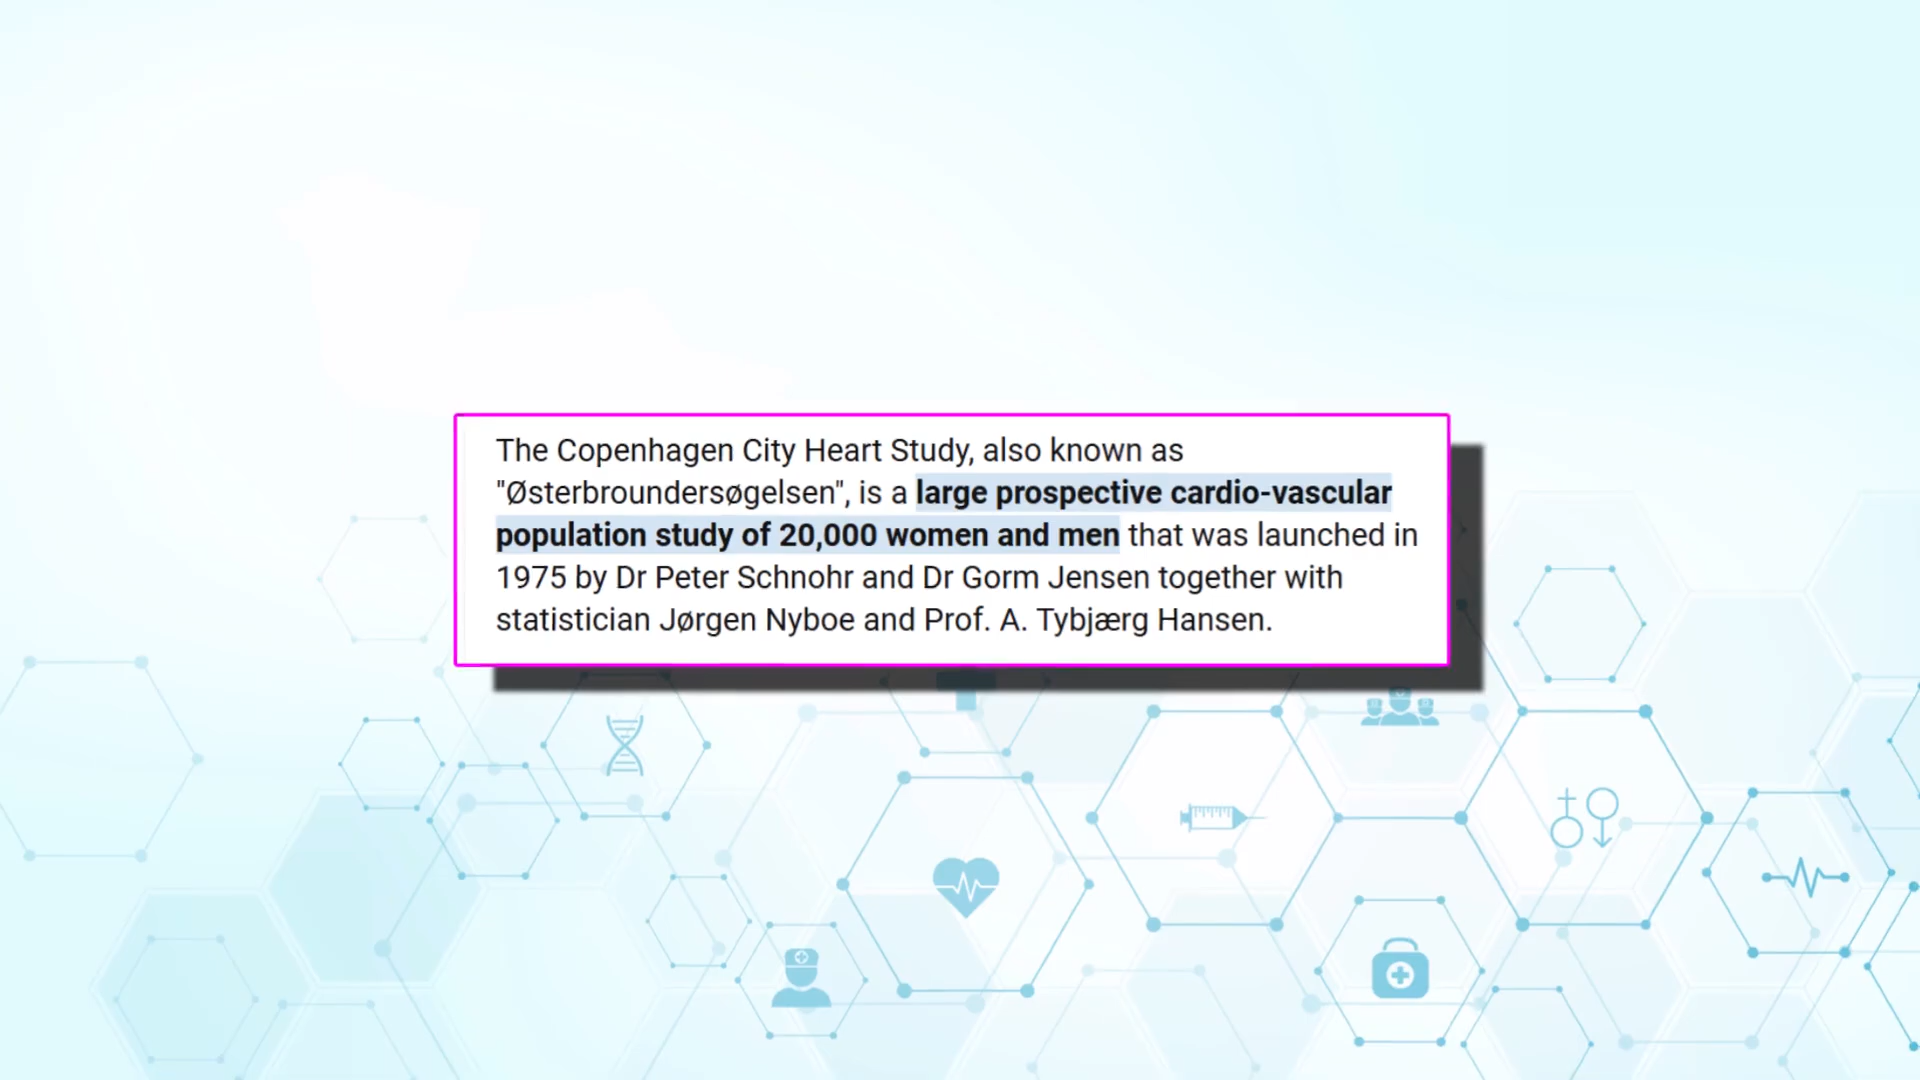 The Copenhagen City Heart Study, also known as
"Østerbroundersøgelsen", is a large prospective cardio-vascular
population study of 20,000 women and men that was launched in
1975 by Dr Peter Schnohr and Dr Gorm Jensen together with
statistician Jørgen Nyboe and Prof. A. Tybjærg Hansen.